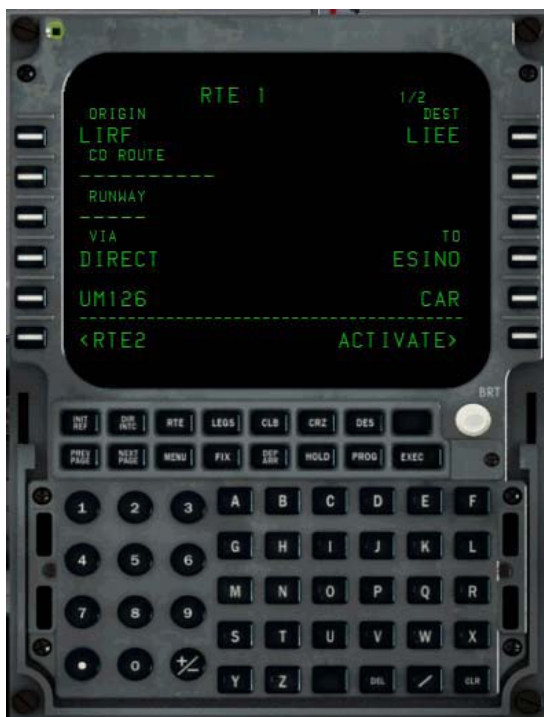 RTE 1 1/2
ORIGIN DEST
LIRF LIEE
CO ROUTE
----------
RUNWAY
-----
VIA TO
DIRECT ESINO
UM126 CAR
<RTE2 ACTIVATE>
BRT
INIT REF DIR INTC RTE LEGS CLB CRZ DES
PREV PAGE NEXT PAGE MENU FIX DEP ARR HOLD PROG EXEC
1 2 3 A B C D E F
4 5 6 G H I J K L
7 8 9 M N O P Q R
. 0 +/- S T U V W X
Y Z DEL / CLR